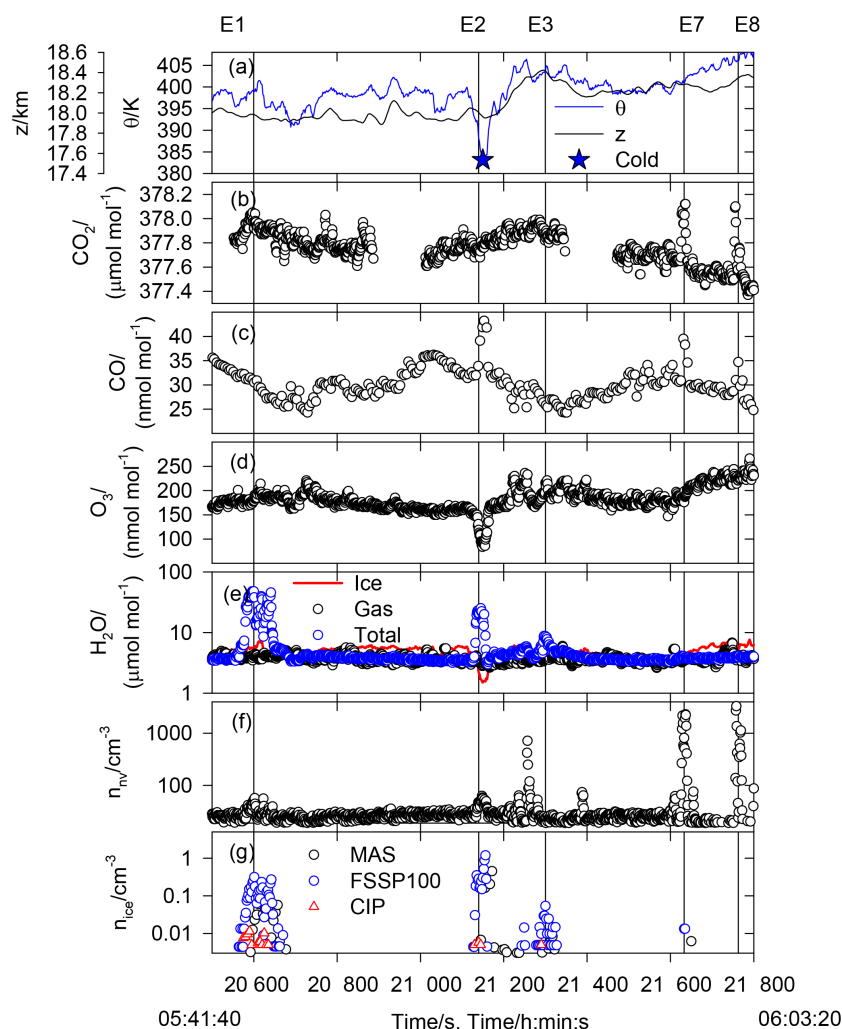 E1 E2 E3 E7 E8
z/km
18.6
18.4
18.2
18.0
17.8
17.6
17.4
θ/K
405
400
395
390
385
380
(a)
θ
z
Cold
CO2/
(µmol mol-1)
378.2
378.0
377.8
377.6
377.4
(b)
CO/
(nmol mol-1)
40
35
30
25
(c)
O3/
(nmol mol-1)
250
200
150
100
(d)
H2O/
(µmol mol-1)
100
10
1
(e)
Ice
Gas
Total
nnv/cm-3
1000
100
(f)
nice/cm-3
1
0.1
0.01
(g)
MAS
FSSP100
CIP
20 600 20 800 21 000 21 200 21 400 21 600 21 800
05:41:40 Time/s, Time/h:min:s 06:03:20